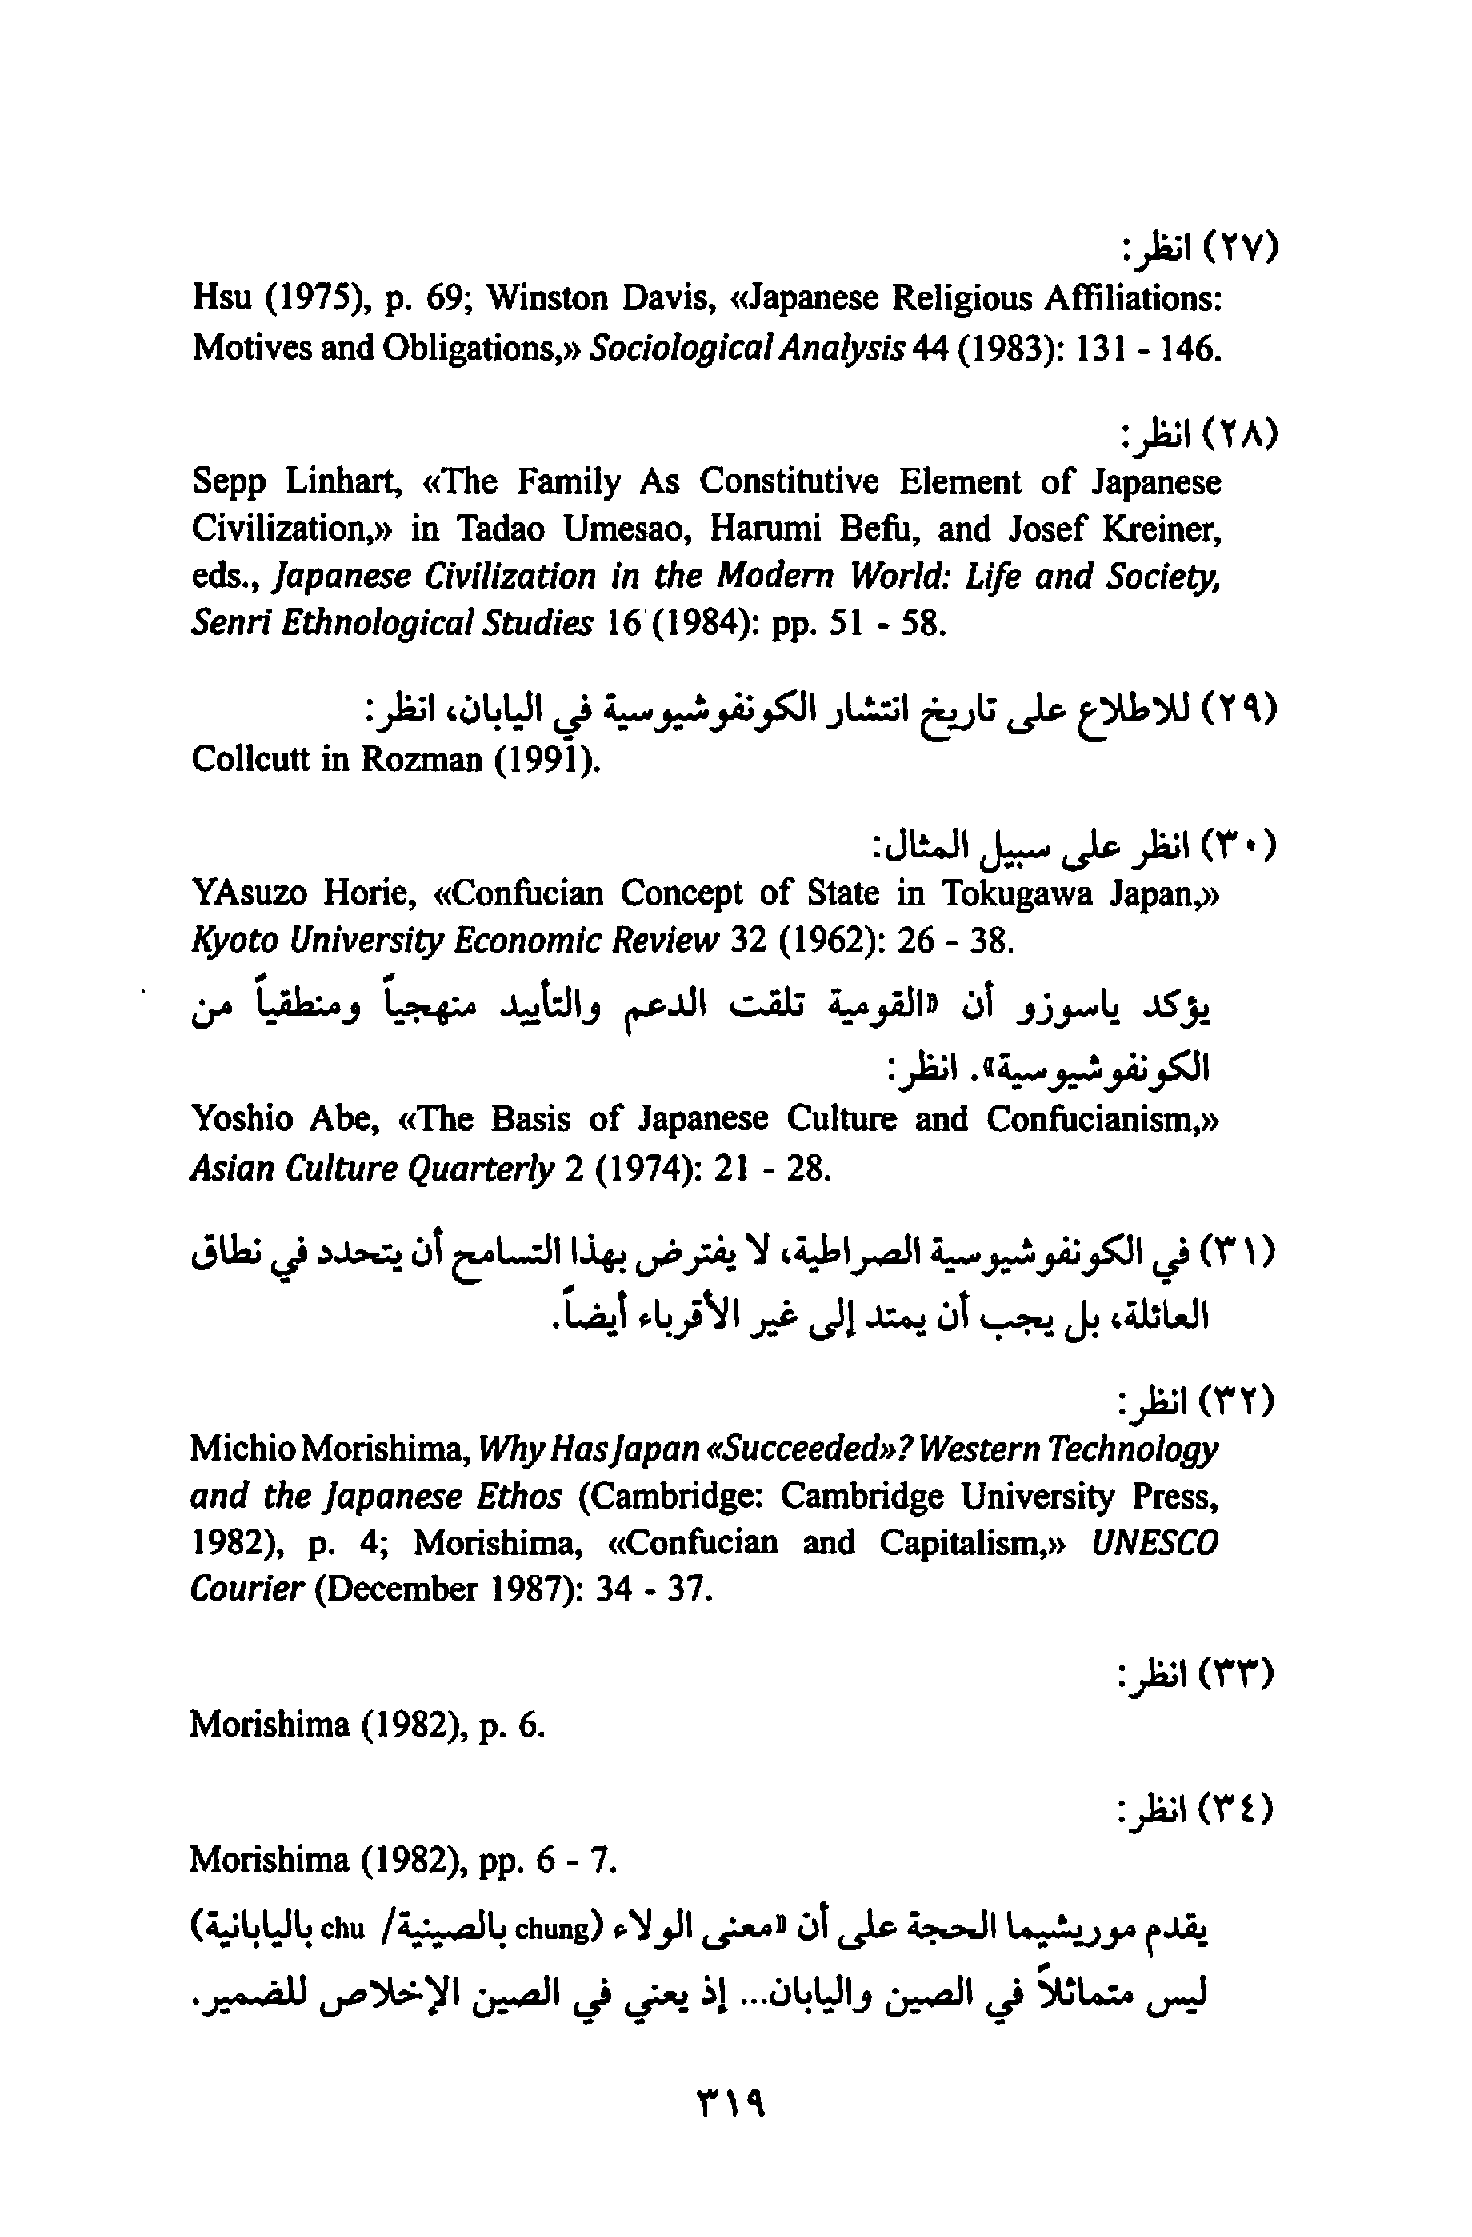 (٢٧) انظر:
Hsu (1975), p. 69; Winston Davis, «Japanese Religious Affiliations:
Motives and Obligations,» Sociological Analysis 44 (1983): 131 - 146.
(٢٨) انظر:
Sepp Linhart, «The Family As Constitutive Element of Japanese
Civilization,» in Tadao Umesao, Harumi Befu, and Josef Kreiner,
eds., Japanese Civilization in the Modern World: Life and Society,
Senri Ethnological Studies 16 (1984): pp. 51 - 58.
(٢٩) للاطلاع على تاريخ انتشار الكونفوشيوسية في اليابان، انظر:
Collcutt in Rozman (1991).
(٣٠) انظر على سبيل المثال:
YAsuzo Horie, «Confucian Concept of State in Tokugawa Japan,»
Kyoto University Economic Review 32 (1962): 26 - 38.
يؤكد ياسوزو أن «القومية تلقت الدعم والتأييد منهجياً ومنطقياً من
الكونفوشيوسية». انظر:
Yoshio Abe, «The Basis of Japanese Culture and Confucianism,»
Asian Culture Quarterly 2 (1974): 21 - 28.
(٣١) في الكونفوشيوسية الصراطية، لا يفترض بهذا التسامح أن يتحدد في نطاق
العائلة، بل يجب أن يمتد إلى غير الأقرباء أيضاً.
(٣٢) انظر:
Michio Morishima, Why Has Japan «Succeeded»? Western Technology
and the Japanese Ethos (Cambridge: Cambridge University Press,
1982), p. 4; Morishima, «Confucian and Capitalism,» UNESCO
Courier (December 1987): 34 - 37.
(٣٣) انظر:
Morishima (1982), p. 6.
(٣٤) انظر:
Morishima (1982), pp. 6 - 7.
يقدم موريشيما الحجة على أن «معنى الولاء (chung بالصينية/ chu باليابانية)
ليس متماثلاً في الصين واليابان... إذ يعني في الصين الإخلاص للضمير.
٣١٩